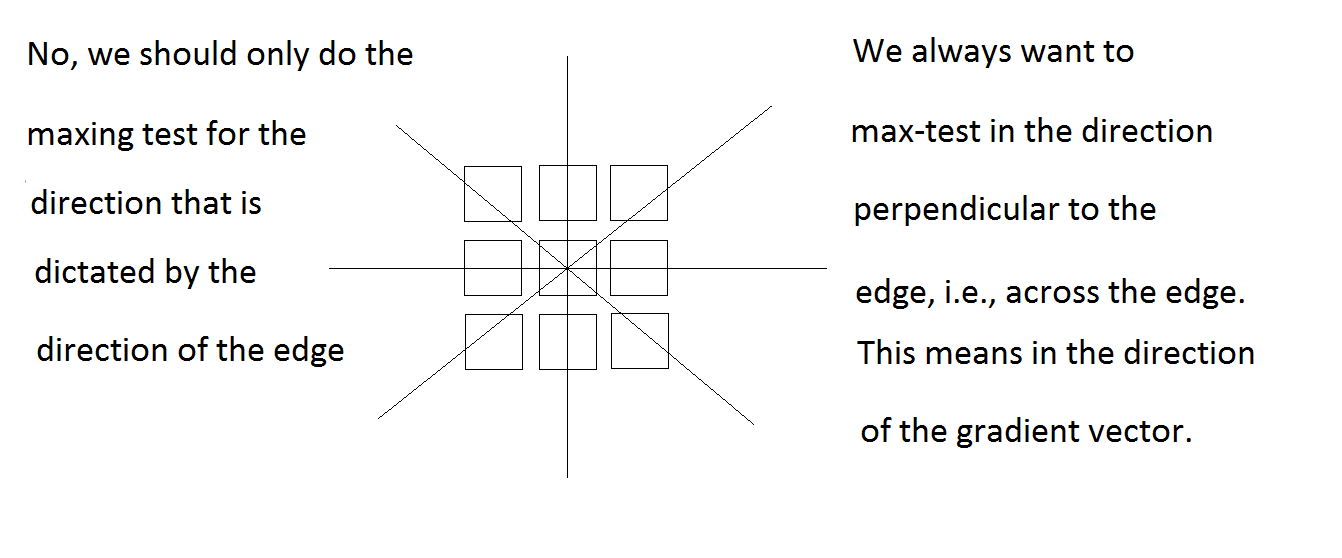 No, we should only do the
maxing test for the
direction that is
dictated by the
direction of the edge
We always want to
max-test in the direction
perpendicular to the
edge, i.e., across the edge.
This means in the direction
of the gradient vector.